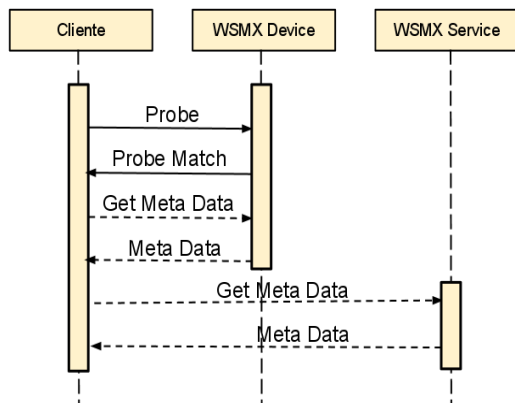 Cliente
WSMX Device
WSMX Service
Probe
Probe Match
Get Meta Data
Meta Data
Get Meta Data
Meta Data